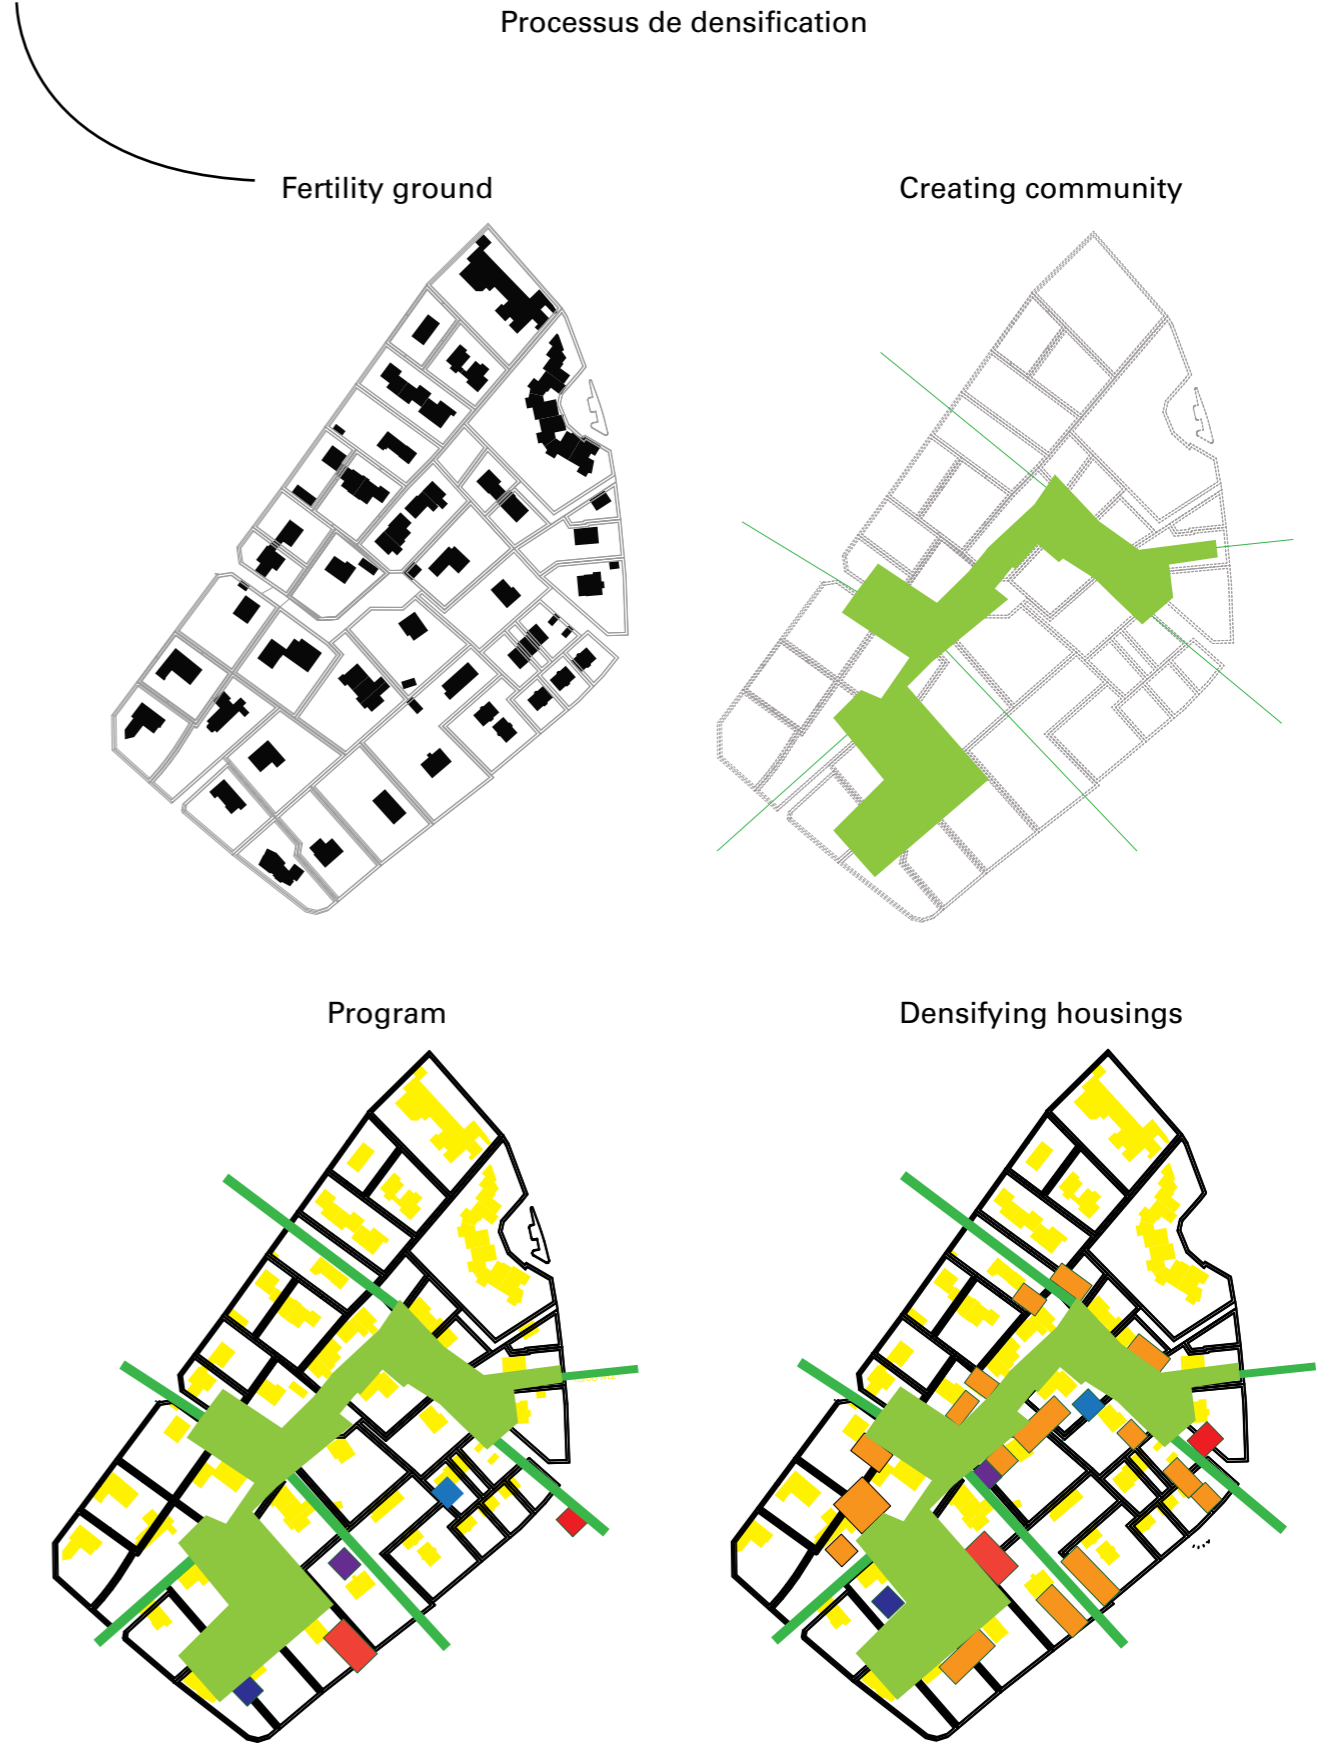 Processus de densification
Fertility ground
Creating community
Program
Densifying housings